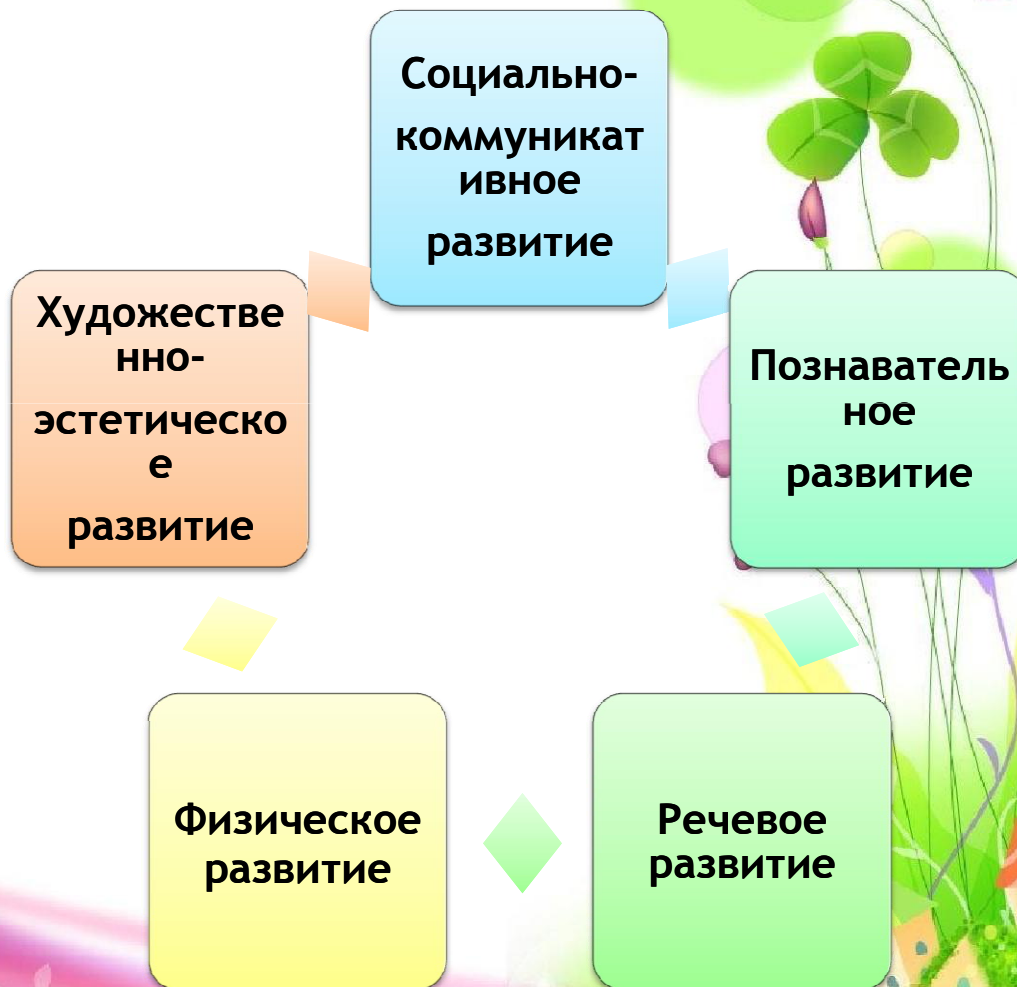 Социально-
коммуникат
ивное
развитие
Художестве
нно-
эстетическо
е
развитие
Познаватель
ное
развитие
Физическое
развитие
Речевое
развитие